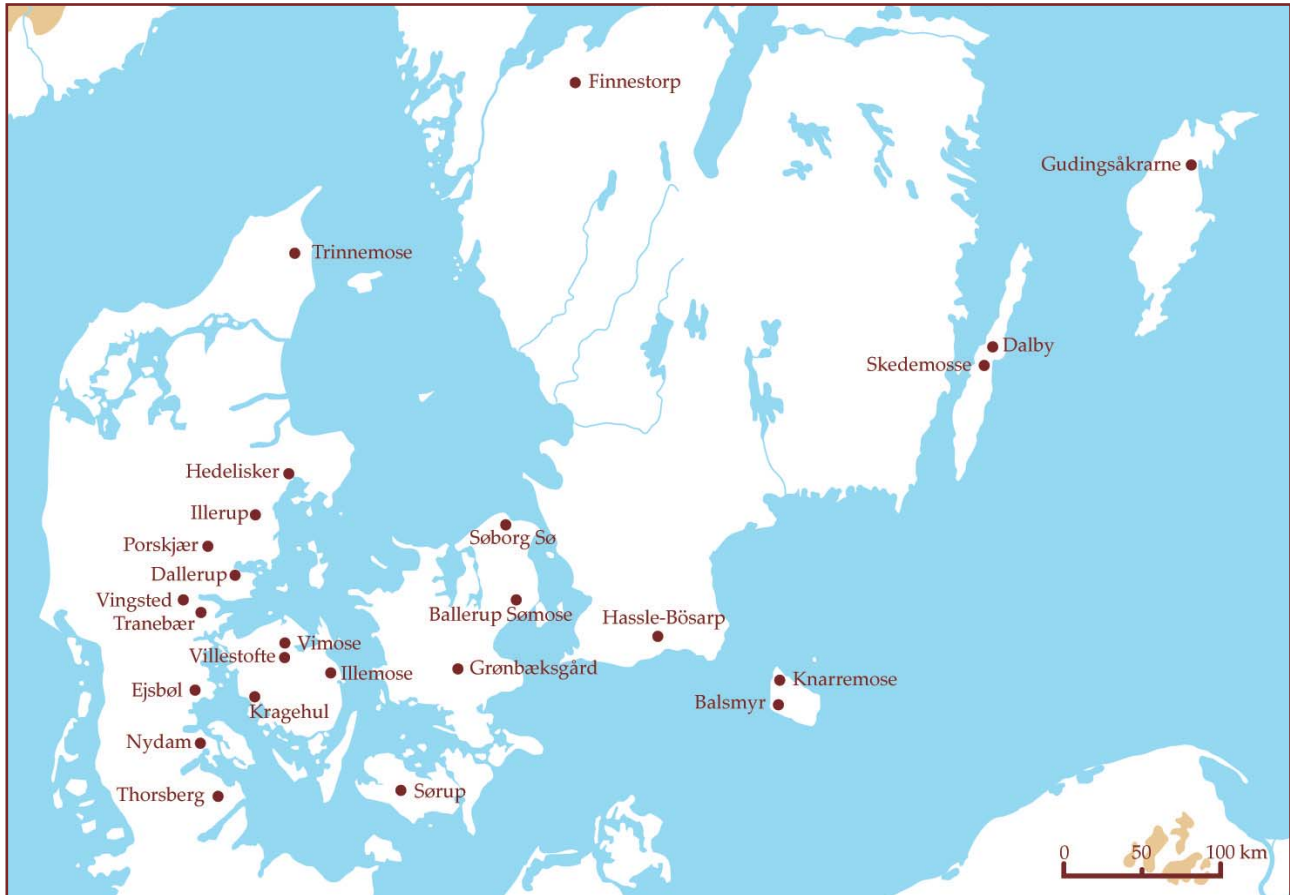 Finnestorp
Gudingsåkrarne
Trinnemose
Dalby
Skedemosse
Hedelisker
Illerup
Søborg Sø
Porskjær
Dallerup
Vingsted
Ballerup Sømose
Tranebær
Hassle-Bösarp
Vimose
Villestofte
Illemose
Grønbæksgård
Knarremose
Ejsbøl
Kragehul
Balsmyr
Nydam
Sørup
Thorsberg
0 50 100 km